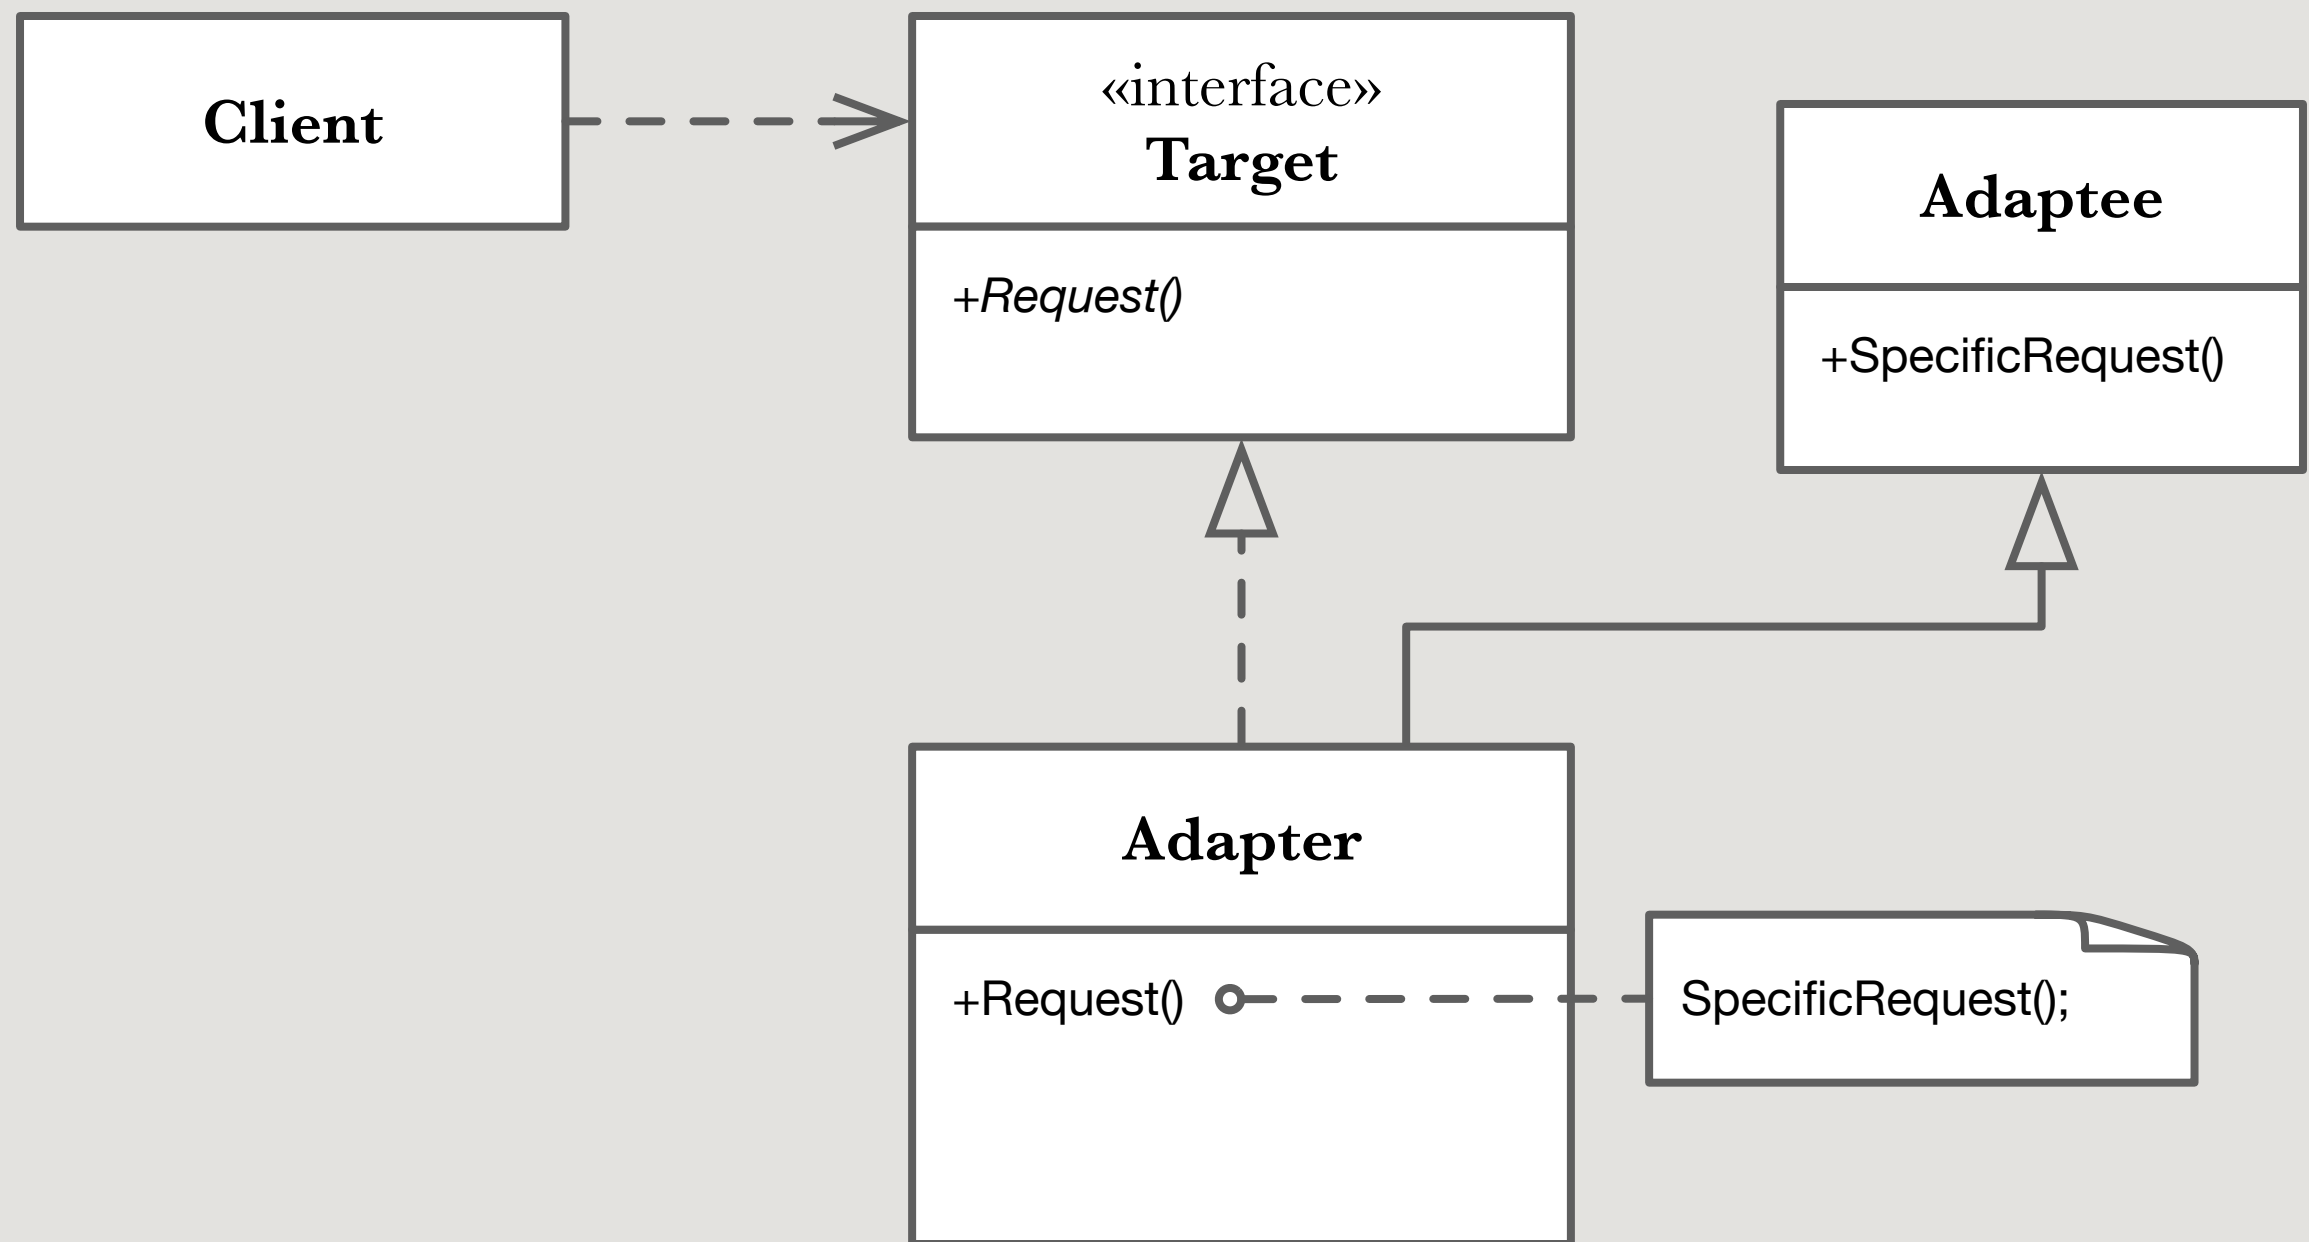 Client
«interface»
Target
+Request()
Adaptee
+SpecificRequest()
Adapter
+Request()
SpecificRequest();